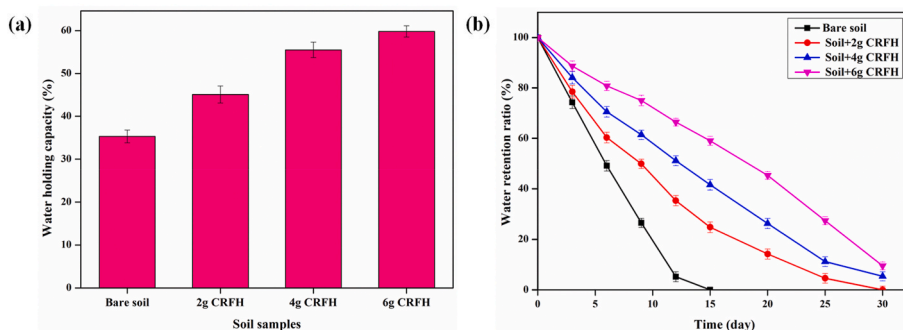 (a)
Water holding capacity (%)
60
50
40
30
20
10
0
Bare soil 2g CRFH 4g CRFH 6g CRFH
Soil samples
(b)
Water retention ratio (%)
100
80
60
40
20
0
0 5 10 15 20 25 30
Time (day)
Bare soil
Soil+2g CRFH
Soil+4g CRFH
Soil+6g CRFH